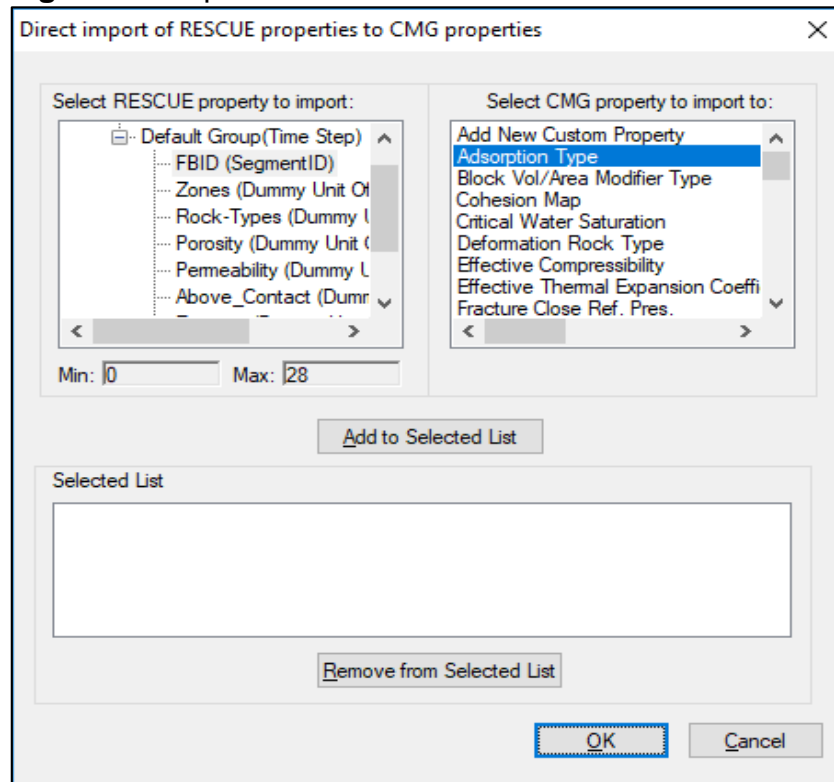 Direct import of RESCUE properties to CMG properties
Select RESCUE property to import:
Default Group(Time Step)
FBID (SegmentID)
Zones (Dummy Unit Of
Rock-Types (Dummy
Porosity (Dummy Unit
Permeability (Dummy
Above_Contact (Dumm
Min: 0 Max: 28
Select CMG property to import to:
Add New Custom Property
Adsorption Type
Block Vol/Area Modifier Type
Cohesion Map
Critical Water Saturation
Deformation Rock Type
Effective Compressibility
Effective Thermal Expansion Coeffi
Fracture Close Ref. Pres.
Add to Selected List
Selected List
Remove from Selected List
OK Cancel